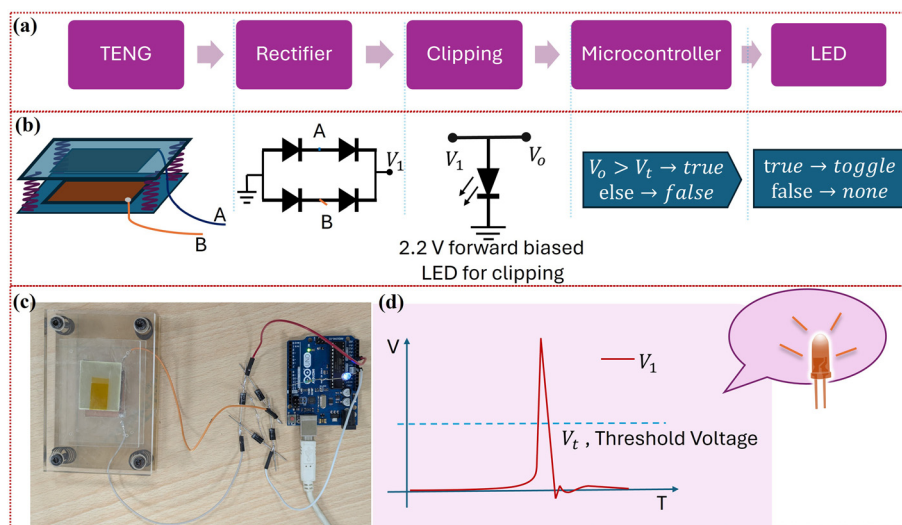 (a)
TENG
Rectifier
Clipping
Microcontroller
LED
(b)
A
B
A
B
V₁
V₁
Vₒ
2.2 V forward biased
LED for clipping
Vₒ > Vₜ → true
else → false
true → toggle
false → none
(c)
(d)
V
V₁
Vₜ , Threshold Voltage
T